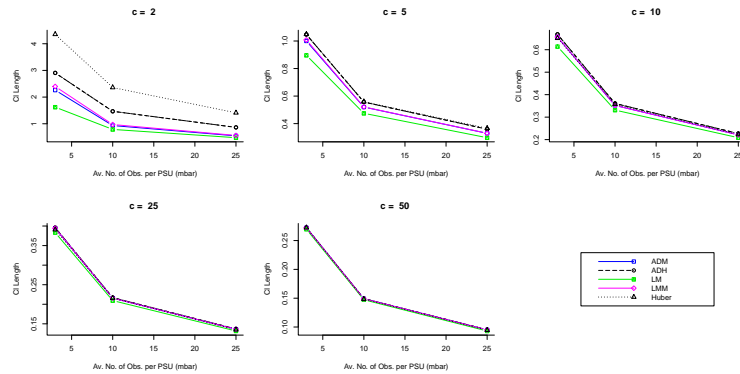 c = 2
CI Length
4
3
2
1
5 10 15 20 25
Av. No. of Obs. per PSU (mbar)
c = 5
CI Length
1.0
0.8
0.6
0.4
5 10 15 20 25
Av. No. of Obs. per PSU (mbar)
c = 10
CI Length
0.6
0.5
0.4
0.3
0.2
5 10 15 20 25
Av. No. of Obs. per PSU (mbar)
c = 25
CI Length
0.35
0.25
0.15
5 10 15 20 25
Av. No. of Obs. per PSU (mbar)
c = 50
CI Length
0.25
0.20
0.15
0.10
5 10 15 20 25
Av. No. of Obs. per PSU (mbar)
ADM
ADH
LM
LMM
Huber